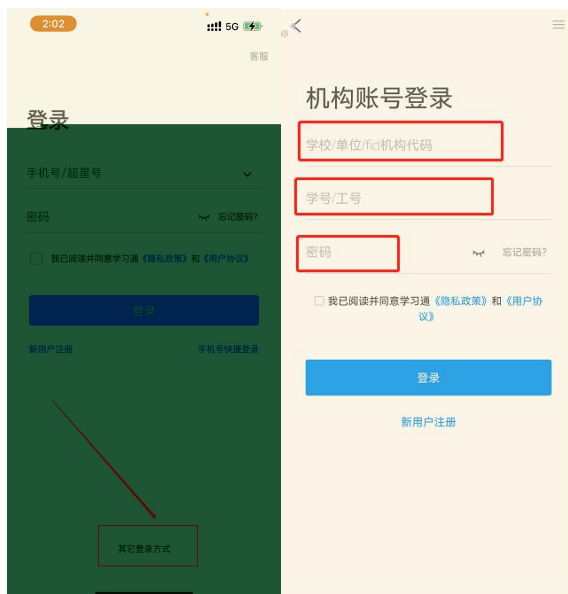 2:02
5G
客服
登录
手机号/超星号
密码
忘记密码?
我已阅读并同意学习通《隐私政策》和《用户协议》
登录
新用户注册
手机号快捷登录
其它登录方式
机构账号登录
学校/单位/fid机构代码
学号/工号
密码
忘记密码?
我已阅读并同意学习通《隐私政策》和《用户协
议》
登录
新用户注册